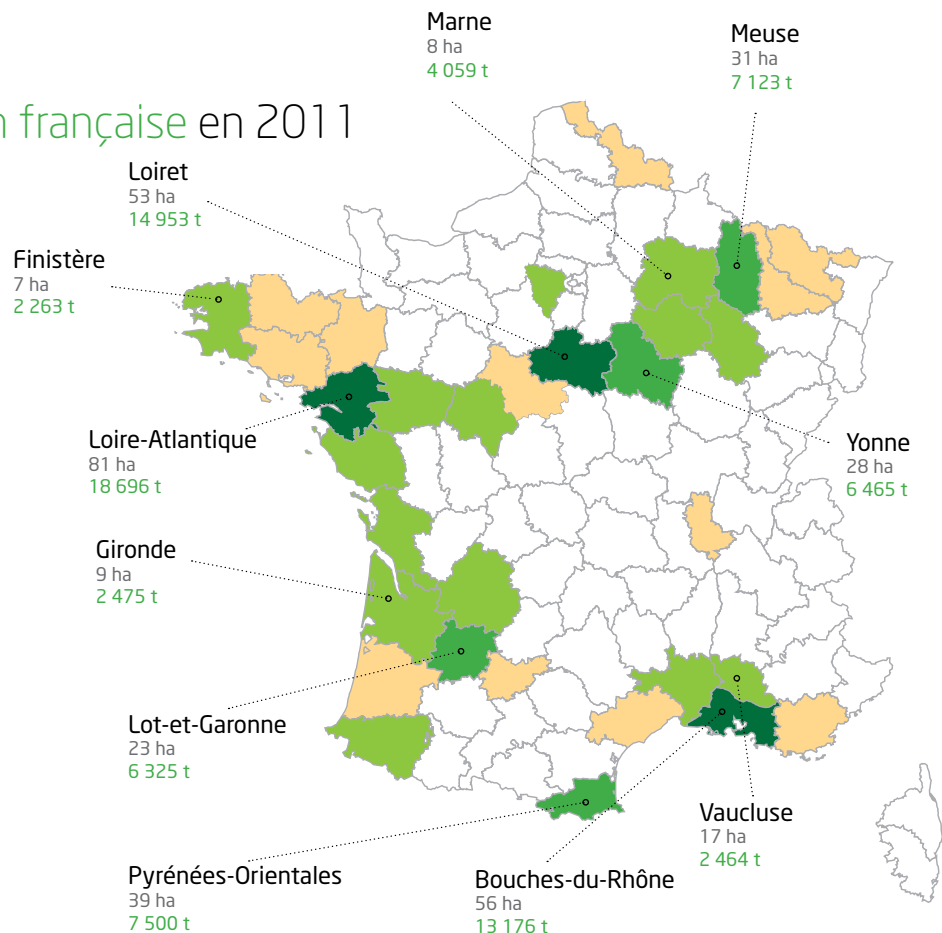 Marne
8 ha
4 059 t
Meuse
31 ha
7 123 t
française en 2011
Loiret
53 ha
14 953 t
Finistère
7 ha
2 263 t
Loire-Atlantique
81 ha
18 696 t
Yonne
28 ha
6 465 t
Gironde
9 ha
2 475 t
Lot-et-Garonne
23 ha
6 325 t
Vaucluse
17 ha
2 464 t
Pyrénées-Orientales
39 ha
7 500 t
Bouches-du-Rhône
56 ha
13 176 t